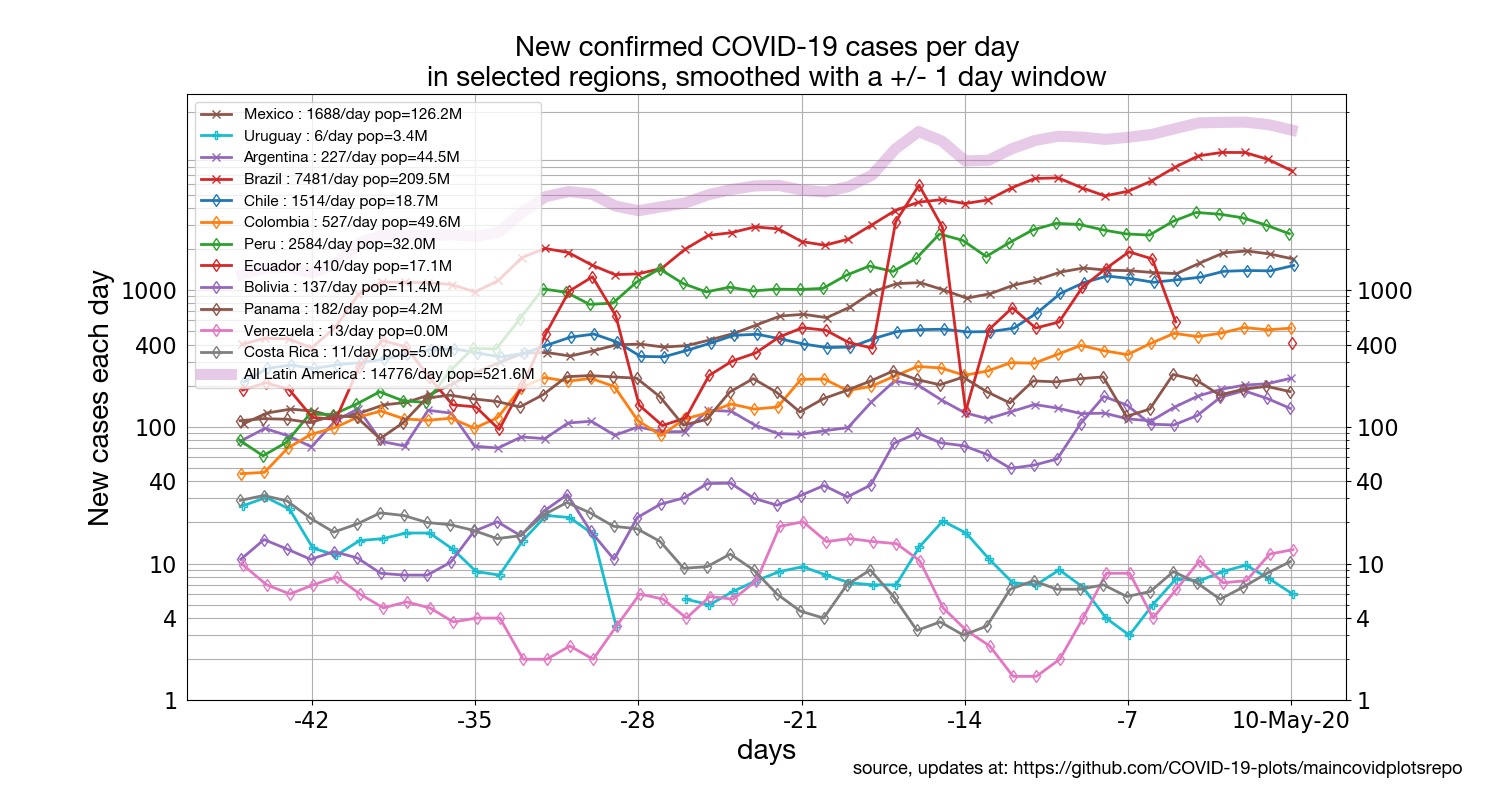 New confirmed COVID-19 cases per day
in selected regions, smoothed with a +/- 1 day window
Mexico : 1688/day pop=126.2M
Uruguay : 6/day pop=3.4M
Argentina : 227/day pop=44.5M
Brazil : 7481/day pop=209.5M
Chile : 1514/day pop=18.7M
Colombia : 527/day pop=49.6M
Peru : 2584/day pop=32.0M
Ecuador : 410/day pop=17.1M
Bolivia : 137/day pop=11.4M
Panama : 182/day pop=4.2M
Venezuela : 13/day pop=0.0M
Costa Rica : 11/day pop=5.0M
All Latin America : 14776/day pop=521.6M
New cases each day
1000
400
100
40
10
4
1
1000
400
100
40
10
4
1
-42
-35
-28
-21
-14
-7
10-May-20
days
source, updates at: https://github.com/COVID-19-plots/maincovidplotsrepo